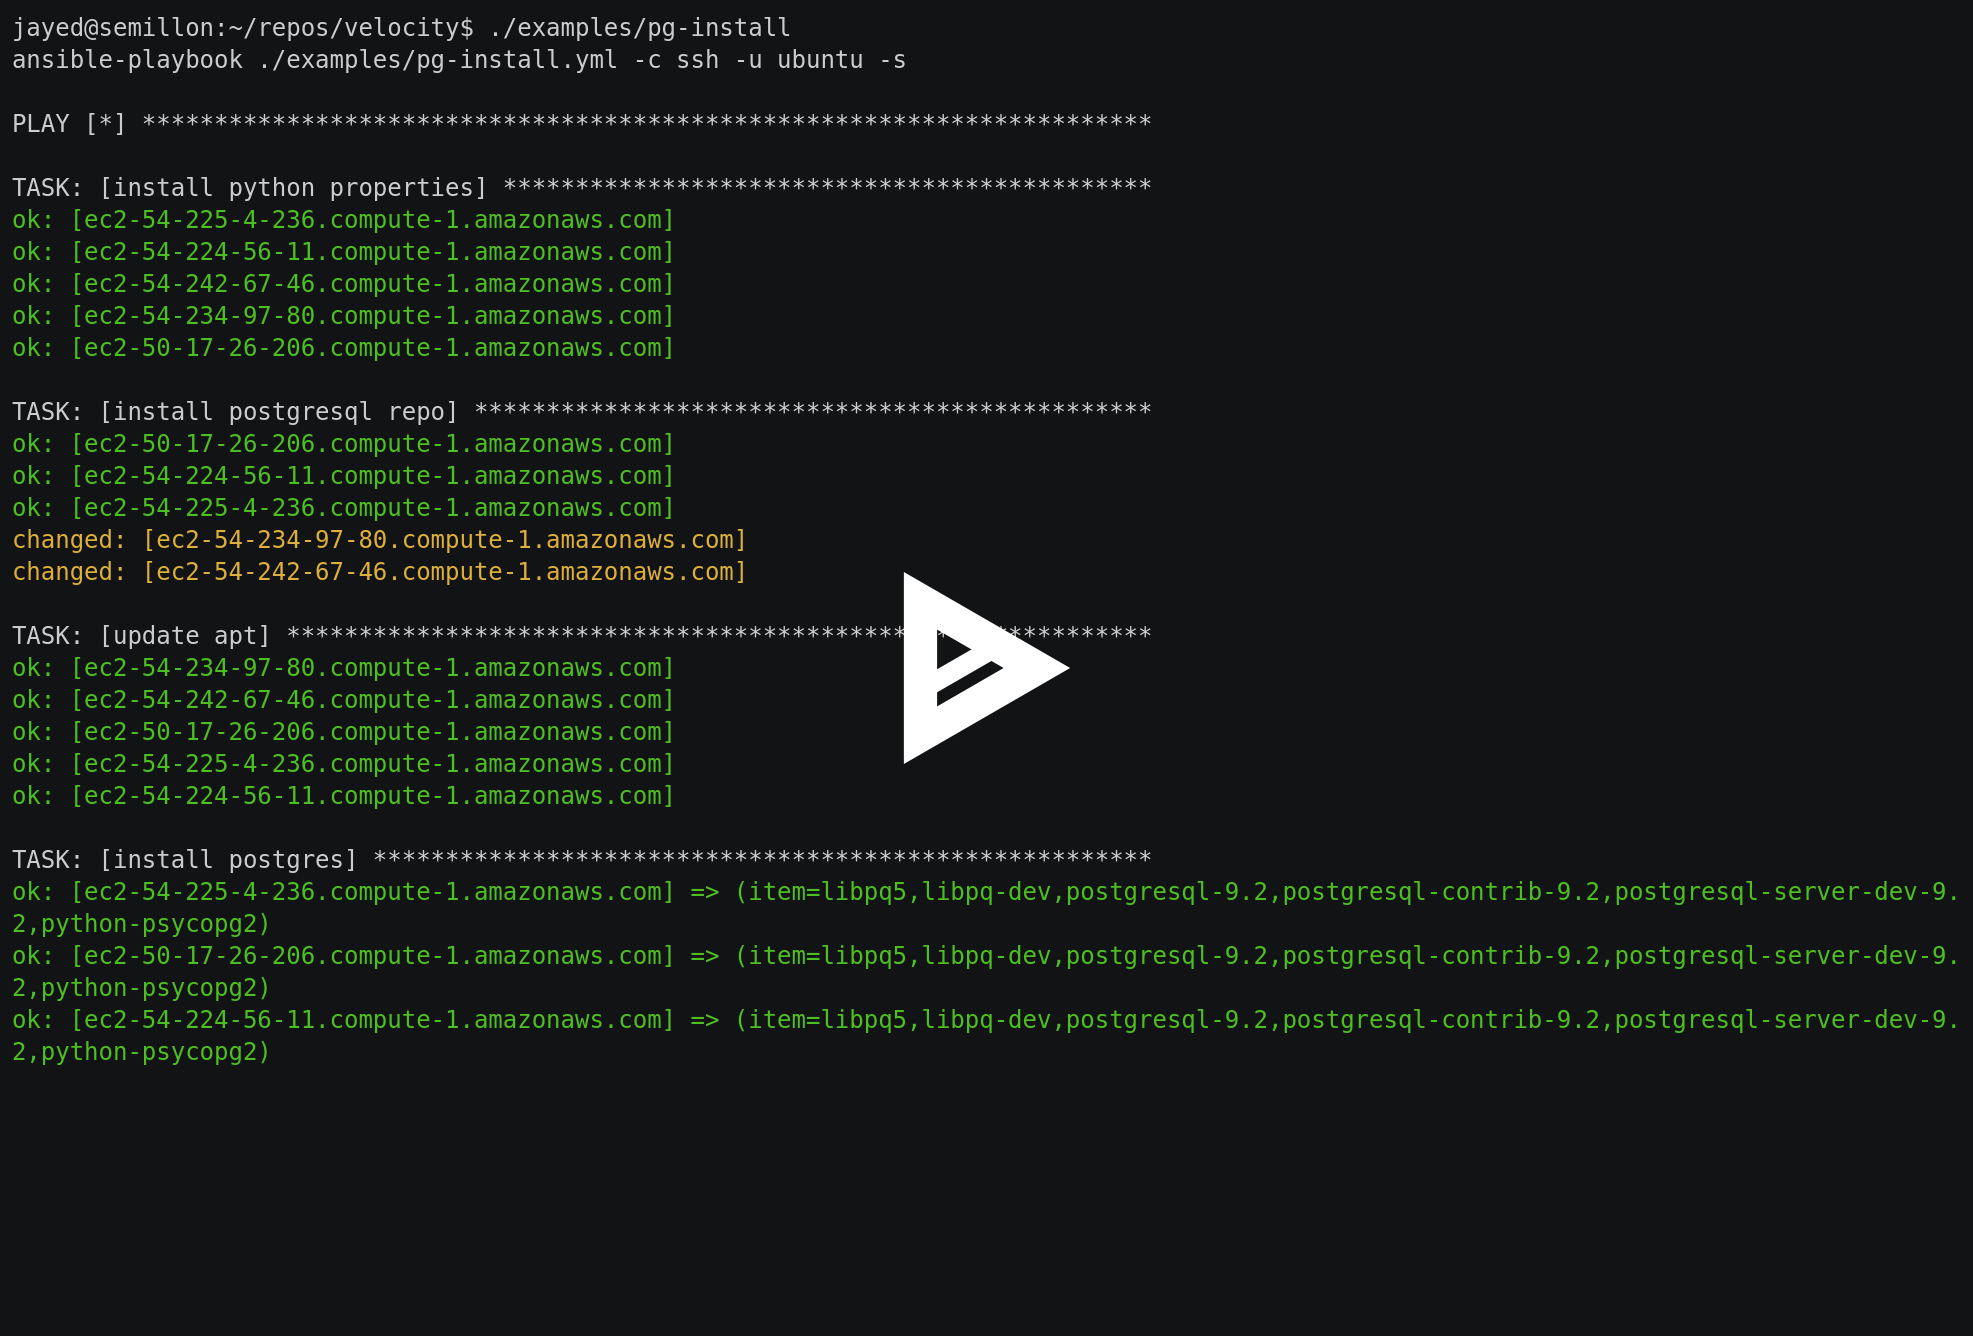 jayed@semillon:~/repos/velocity$ ./examples/pg-install
ansible-playbook ./examples/pg-install.yml -c ssh -u ubuntu -s
PLAY [*] **********************************************************************
TASK: [install python properties] *********************************************
ok: [ec2-54-225-4-236.compute-1.amazonaws.com]
ok: [ec2-54-224-56-11.compute-1.amazonaws.com]
ok: [ec2-54-242-67-46.compute-1.amazonaws.com]
ok: [ec2-54-234-97-80.compute-1.amazonaws.com]
ok: [ec2-50-17-26-206.compute-1.amazonaws.com]
TASK: [install postgresql repo] ***********************************************
ok: [ec2-50-17-26-206.compute-1.amazonaws.com]
ok: [ec2-54-224-56-11.compute-1.amazonaws.com]
ok: [ec2-54-225-4-236.compute-1.amazonaws.com]
changed: [ec2-54-234-97-80.compute-1.amazonaws.com]
changed: [ec2-54-242-67-46.compute-1.amazonaws.com]
TASK: [update apt] ************************************************************
ok: [ec2-54-234-97-80.compute-1.amazonaws.com]
ok: [ec2-54-242-67-46.compute-1.amazonaws.com]
ok: [ec2-50-17-26-206.compute-1.amazonaws.com]
ok: [ec2-54-225-4-236.compute-1.amazonaws.com]
ok: [ec2-54-224-56-11.compute-1.amazonaws.com]
TASK: [install postgres] ******************************************************
ok: [ec2-54-225-4-236.compute-1.amazonaws.com] => (item=libpq5,libpq-dev,postgresql-9.2,postgresql-contrib-9.2,postgresql-server-dev-9.
2,python-psycopg2)
ok: [ec2-50-17-26-206.compute-1.amazonaws.com] => (item=libpq5,libpq-dev,postgresql-9.2,postgresql-contrib-9.2,postgresql-server-dev-9.
2,python-psycopg2)
ok: [ec2-54-224-56-11.compute-1.amazonaws.com] => (item=libpq5,libpq-dev,postgresql-9.2,postgresql-contrib-9.2,postgresql-server-dev-9.
2,python-psycopg2)